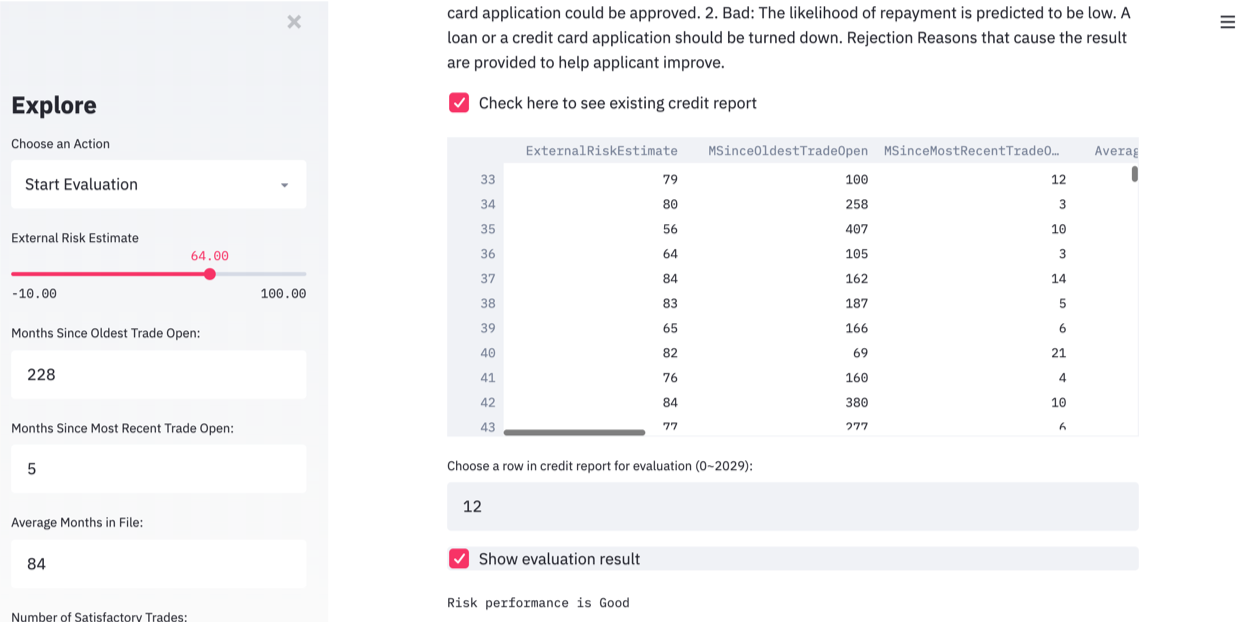 Explore
Choose an Action
Start Evaluation
External Risk Estimate
64.00
-10.00 100.00
Months Since Oldest Trade Open:
228
Months Since Most Recent Trade Open:
5
Average Months in File:
84
Number of Satisfactory Trades:
card application could be approved. 2. Bad: The likelihood of repayment is predicted to be low. A
loan or a credit card application should be turned down. Rejection Reasons that cause the result
are provided to help applicant improve.
Check here to see existing credit report
ExternalRiskEstimate MSinceOldestTradeOpen MSinceMostRecentTradeO… Averag
33 79 100 12
34 80 258 3
35 56 407 10
36 64 105 3
37 84 162 14
38 83 187 5
39 65 166 6
40 82 69 21
41 76 160 4
42 84 380 10
43 77 277 6
Choose a row in credit report for evaluation (0~2029):
12
Show evaluation result
Risk performance is Good